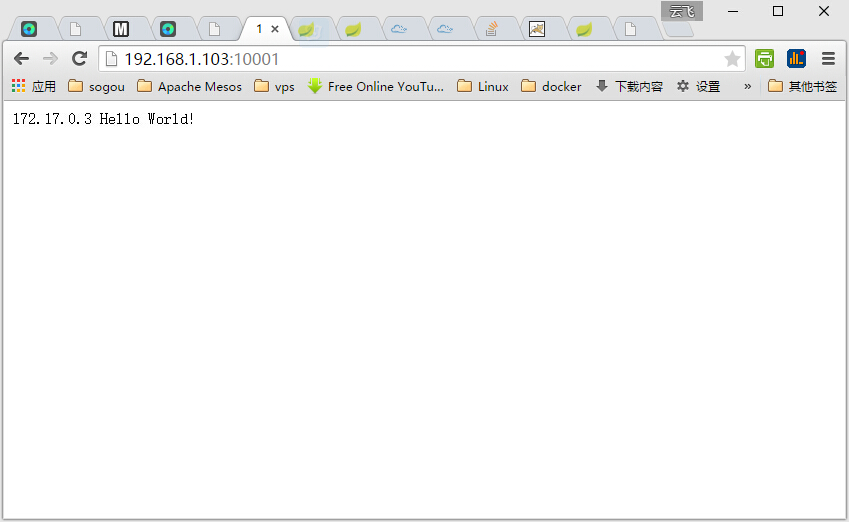 云飞
M 1
192.168.1.103:10001
应用 sogou Apache Mesos vps Free Online YouTu... Linux docker 下载内容 设置 » 其他书签
172.17.0.3 Hello World!